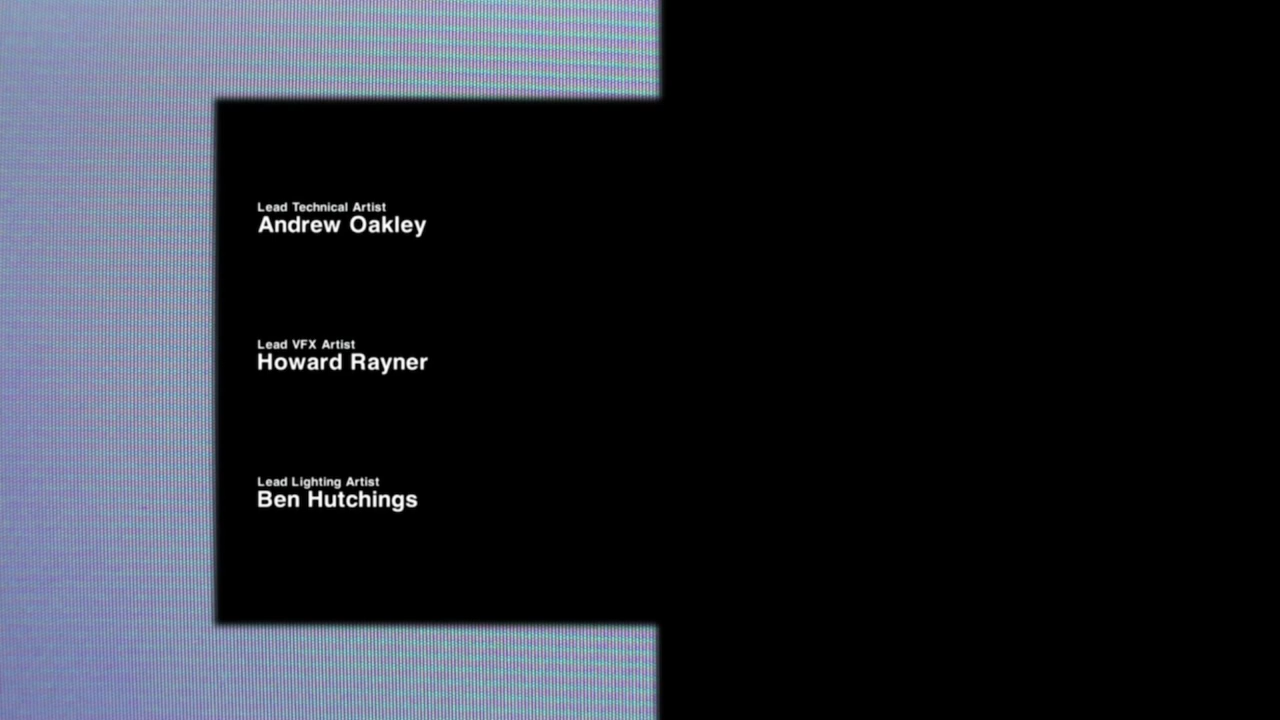 Lead Technical Artist
Andrew Oakley
Lead VFX Artist
Howard Rayner
Lead Lighting Artist
Ben Hutchings